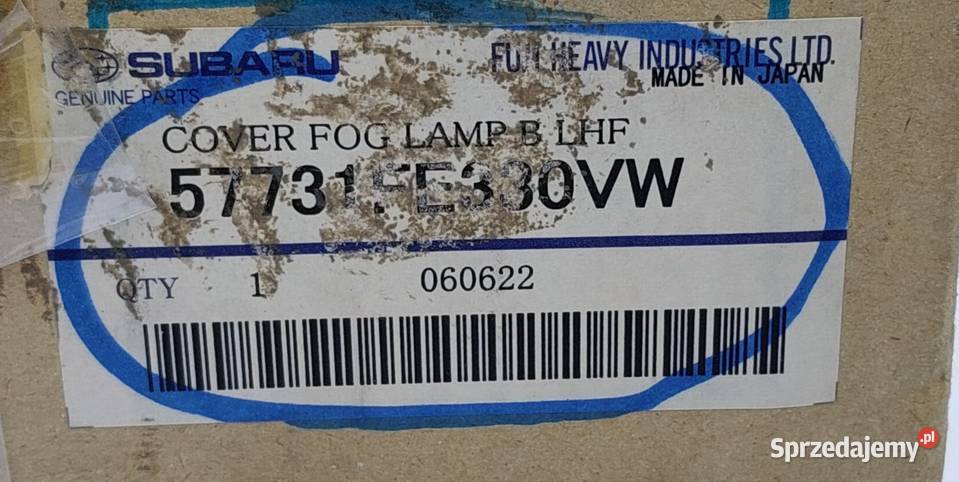 SUBARU
GENUINE PARTS
FUJI HEAVY INDUSTRIES LTD.
MADE IN JAPAN
COVER FOG LAMP B LHF
57731FE330VW
QTY 1 060622
Sprzedajemy.pl